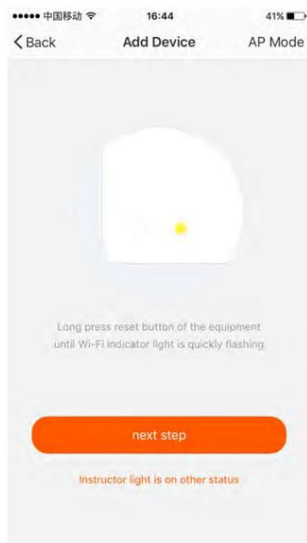 中国移动 16:44 41%
Back Add Device AP Mode
Long press reset button of the equipment
until Wi-Fi indicator light is quickly flashing
next step
Instructor light is on other status